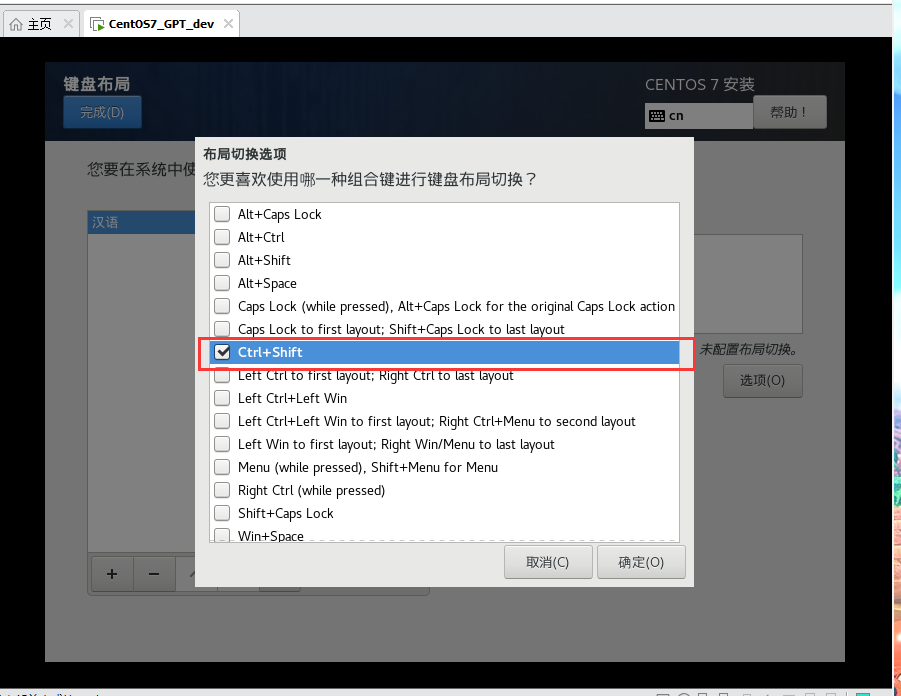 主页
CentOS7_GPT_dev
键盘布局
CENTOS 7 安装
完成(D)
cn
帮助！
您要在系统中使
布局切换选项
您更喜欢使用哪一种组合键进行键盘布局切换？
汉语
Alt+Caps Lock
Alt+Ctrl
Alt+Shift
Alt+Space
Caps Lock (while pressed), Alt+Caps Lock for the original Caps Lock action
Caps Lock to first layout; Shift+Caps Lock to last layout
Ctrl+Shift
未配置布局切换。
Left Ctrl to first layout; Right Ctrl to last layout
选项(O)
Left Ctrl+Left Win
Left Ctrl+Left Win to first layout; Right Ctrl+Menu to second layout
Left Win to first layout; Right Win/Menu to last layout
Menu (while pressed), Shift+Menu for Menu
Right Ctrl (while pressed)
Shift+Caps Lock
Win+Space
取消(C)
确定(O)